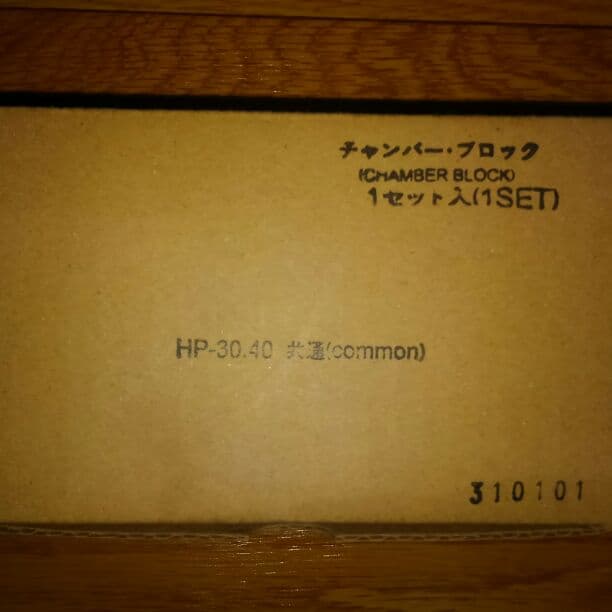 チャンバー・ブロック
(CHAMBER BLOCK)
1セット入(1SET)
HP-30.40 共通(common)
310101